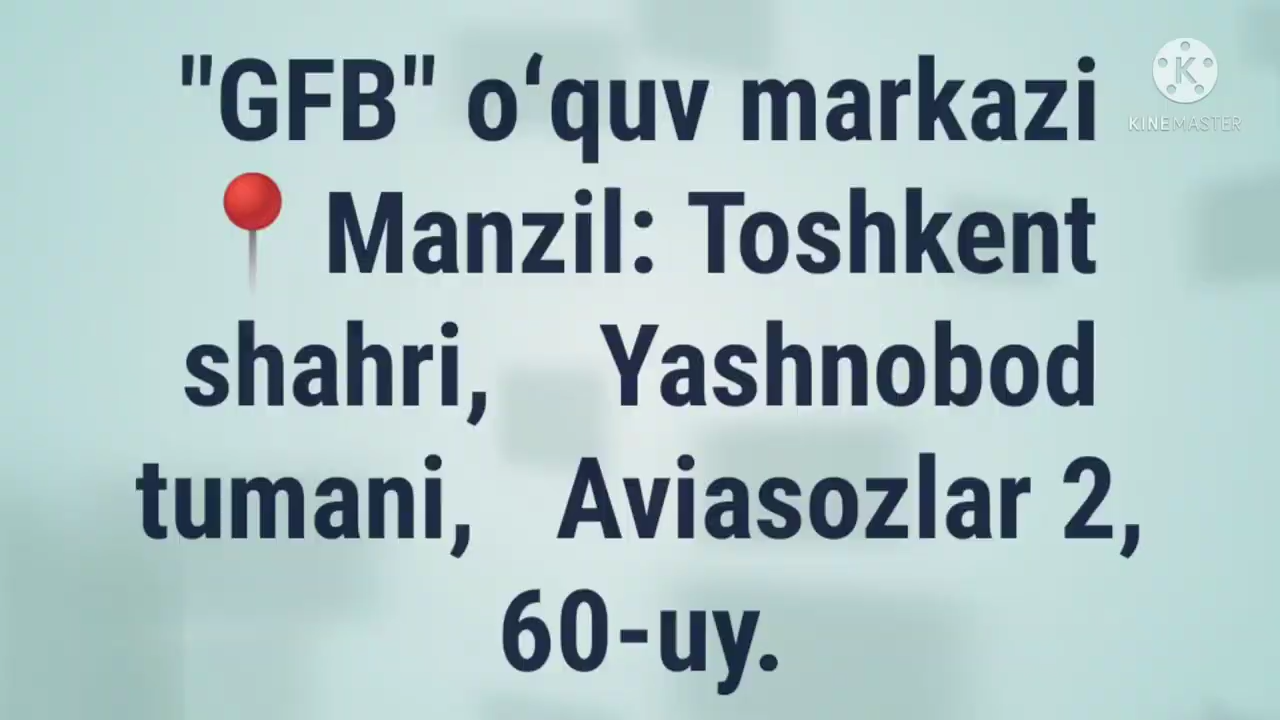 "GFB" o‘quv markazi
📍 Manzil: Toshkent
shahri, Yashnobod
tumani, Aviasozlar 2,
60-uy.
K
KINEMASTER